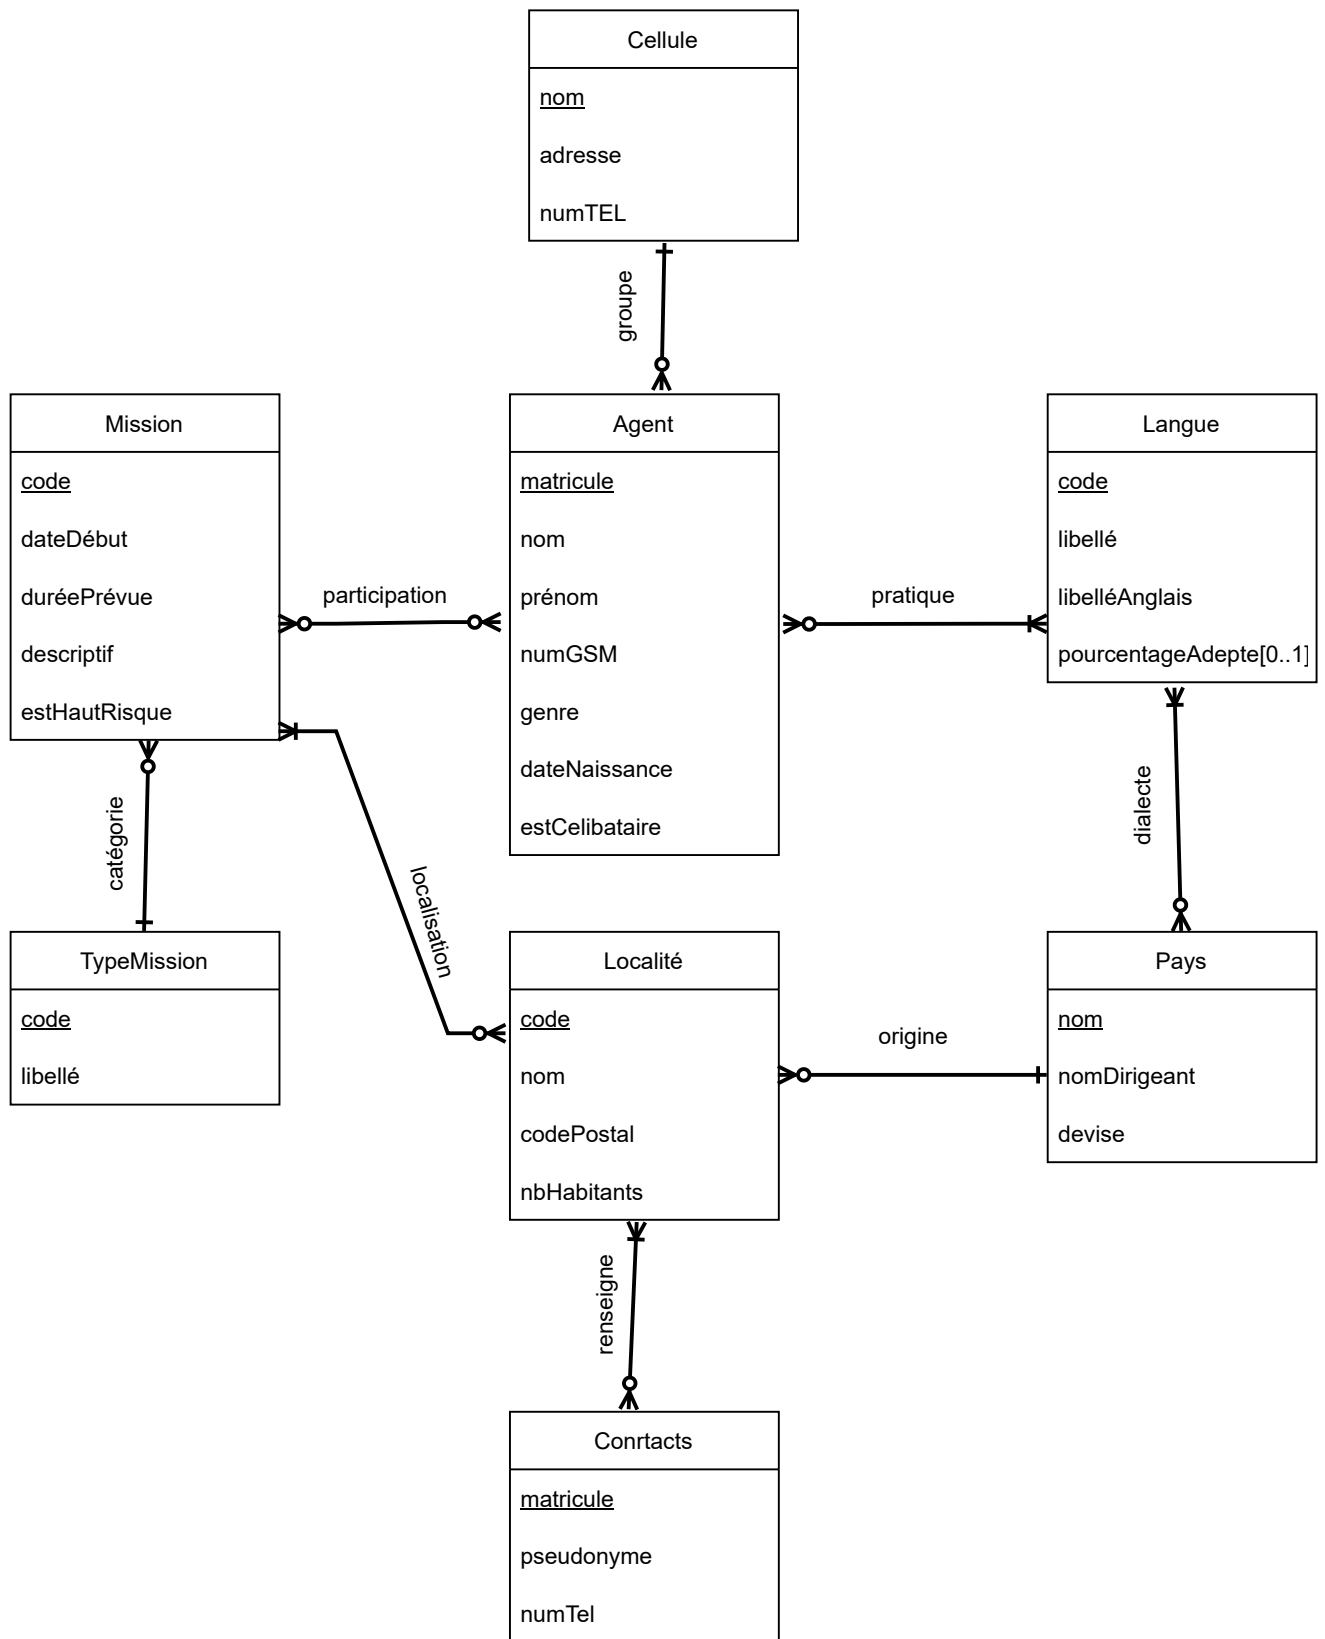 Cellule
nom
adresse
numTEL
groupe
Mission
code
dateDébut
duréePrévue
descriptif
estHautRisque
participation
Agent
matricule
nom
prénom
numGSM
genre
dateNaissance
estCelibataire
pratique
Langue
code
libellé
libelléAnglais
pourcentageAdepte[0..1]
catégorie
localisation
dialecte
TypeMission
code
libellé
Localité
code
nom
codePostal
nbHabitants
origine
Pays
nom
nomDirigeant
devise
renseigne
Conrtacts
matricule
pseudonyme
numTel